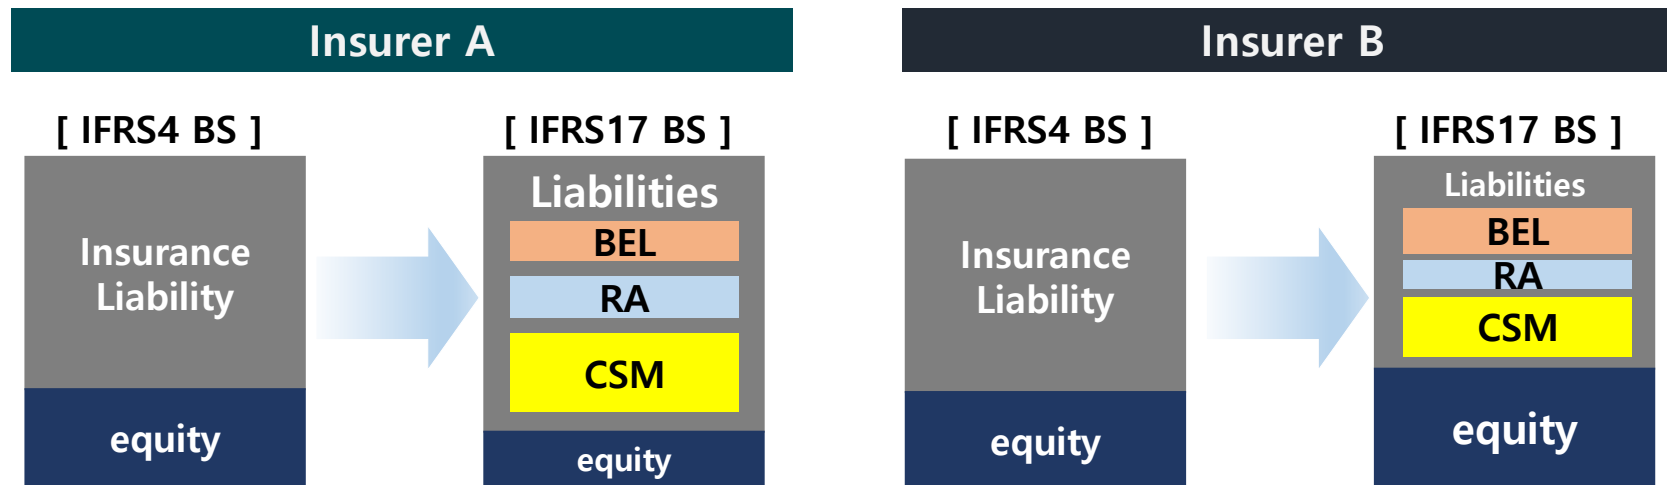 Insurer A
[ IFRS4 BS ]
Insurance
Liability
equity
[ IFRS17 BS ]
Liabilities
BEL
RA
CSM
equity
Insurer B
[ IFRS4 BS ]
Insurance
Liability
equity
[ IFRS17 BS ]
Liabilities
BEL
RA
CSM
equity